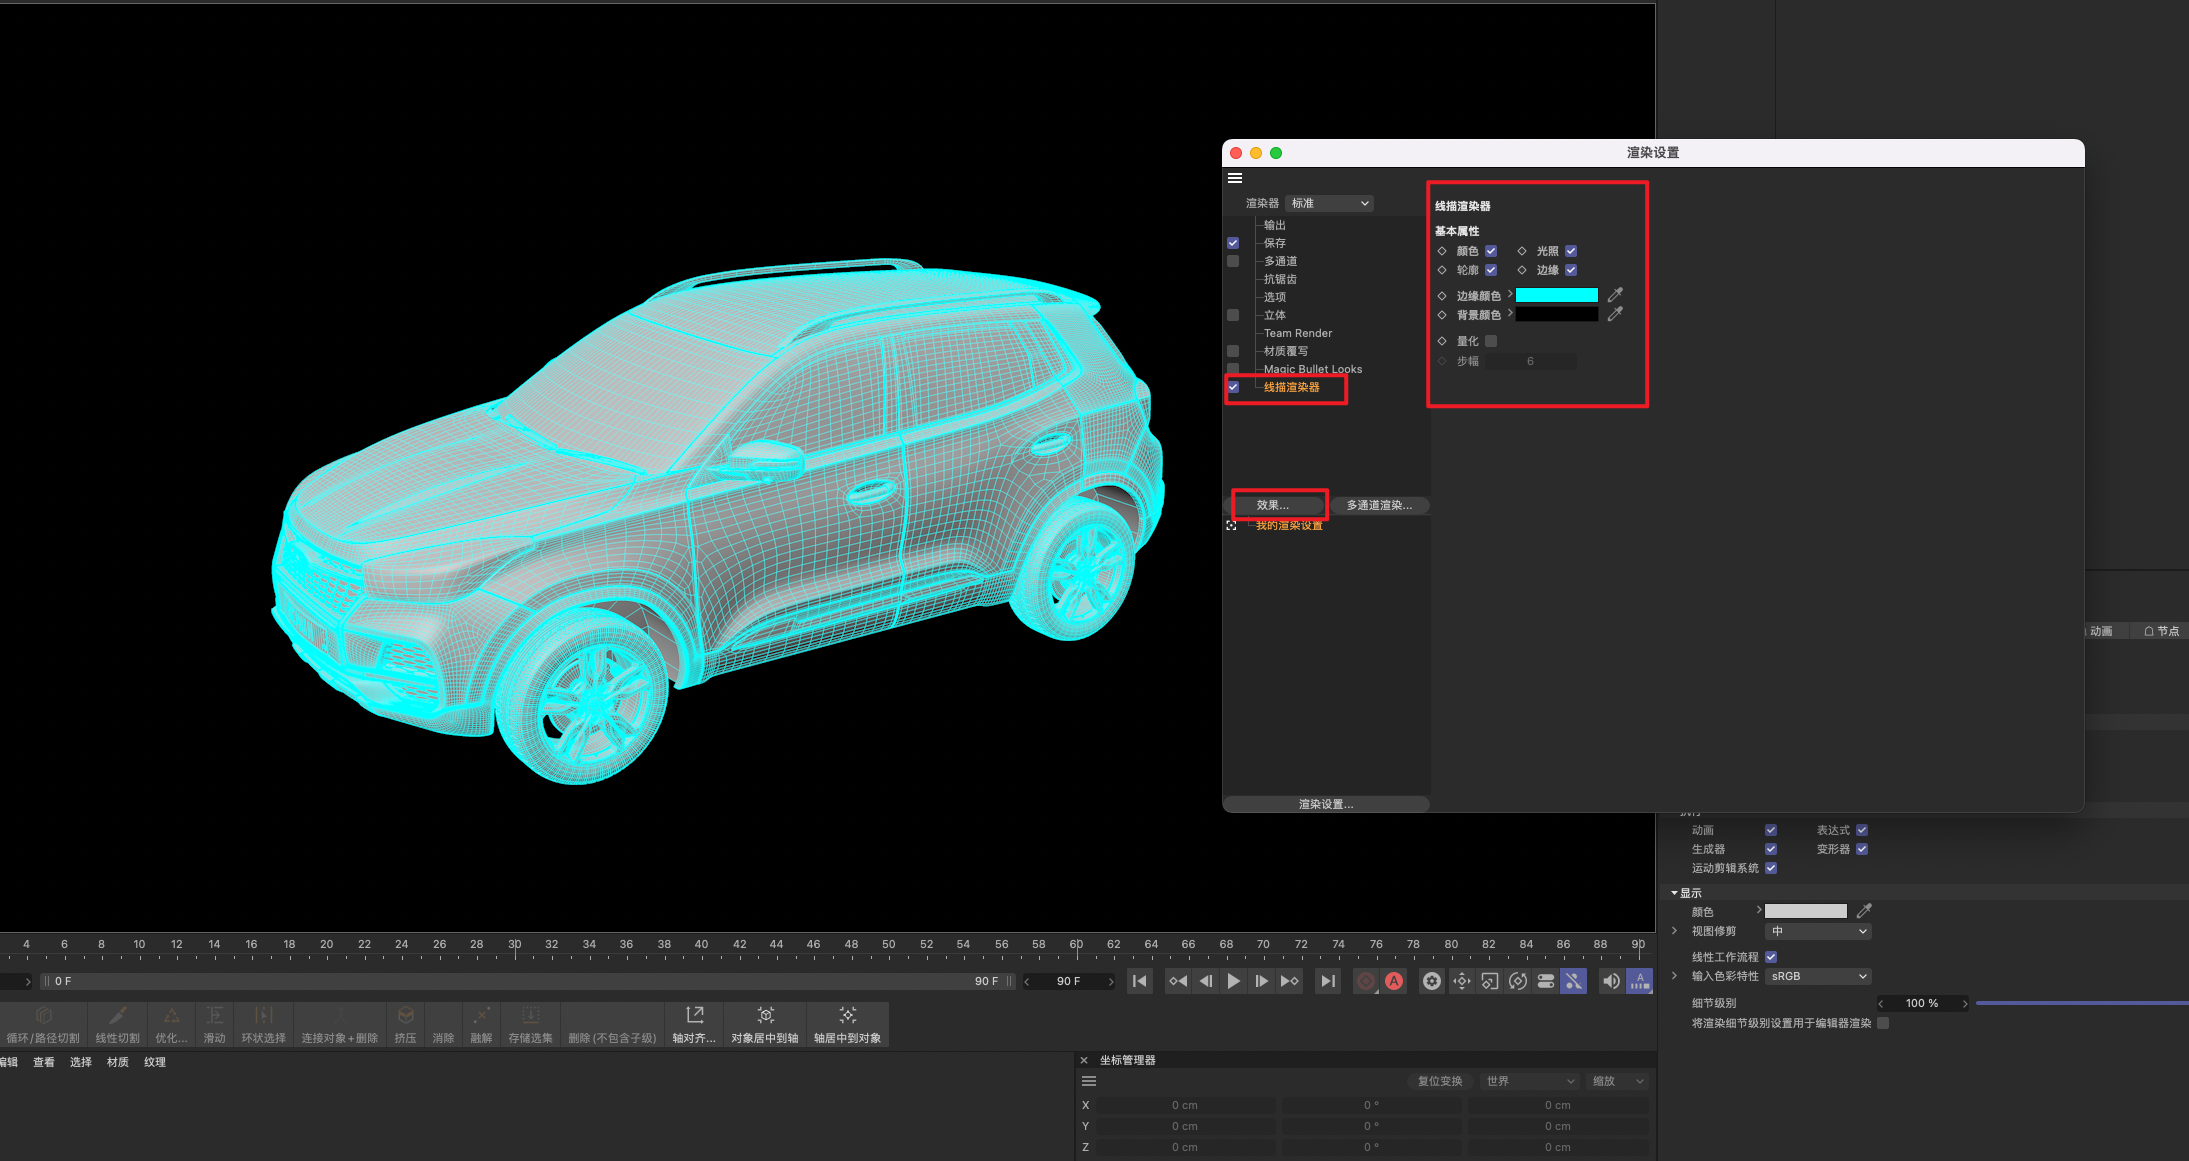 渲染设置
渲染器 标准
输出
保存
多通道
抗锯齿
选项
立体
Team Render
材质覆写
Magic Bullet Looks
线描渲染器
效果... 多通道渲染...
我的渲染设置
渲染设置...
线描渲染器
基本属性
颜色 光照
轮廓 边缘
边缘颜色
背景颜色
量化
步幅 6
动画 节点
动画 表达式
生成器 变形器
运动剪辑系统
显示
颜色
视图修剪 中
线性工作流程
输入色彩特性 sRGB
细节级别 100 %
将渲染细节级别设置用于编辑器渲染
4 6 8 10 12 14 16 18 20 22 24 26 28 30 32 34 36 38 40 42 44 46 48 50 52 54 56 58 60 62 64 66 68 70 72 74 76 78 80 82 84 86 88 90
0 F 90 F 90 F
循环/路径切割 线性切割 优化... 滑动 环状选择 连接对象+删除 挤压 消除 融解 存储选集 删除 (不包含子级) 轴对齐... 对象居中到轴 轴居中到对象
编辑 查看 选择 材质 纹理
坐标管理器
复位变换 世界 缩放
X 0 cm 0 ° 0 cm
Y 0 cm 0 ° 0 cm
Z 0 cm 0 ° 0 cm